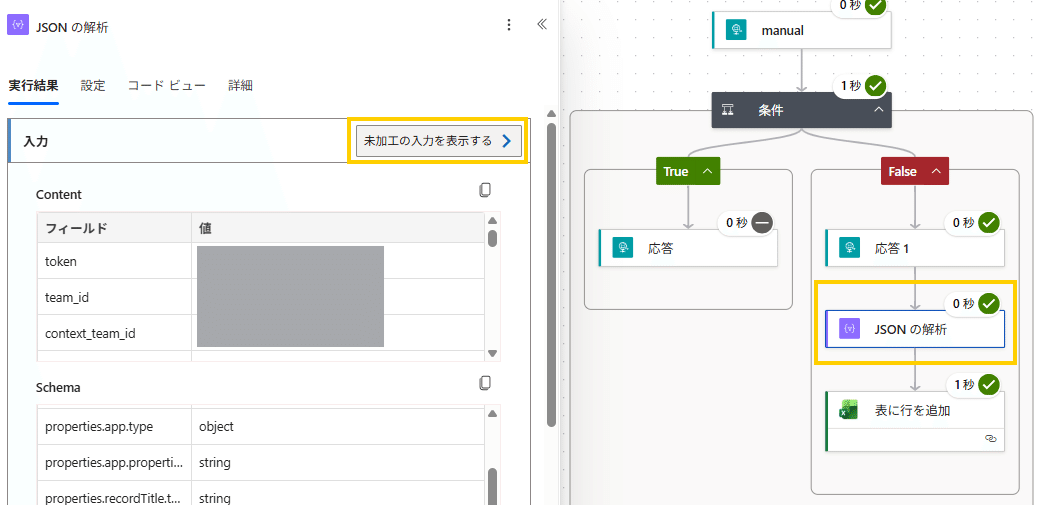 JSON の解析
実行結果 設定 コード ビュー 詳細
入力
未加工の入力を表示する
Content
フィールド 値
token
team_id
context_team_id
Schema
properties.app.type object
properties.app.properti... string
properties.recordTitle.t... string
0 秒
manual
1 秒
条件
True
0 秒
応答
False
0 秒
応答 1
0 秒
JSON の解析
1 秒
表に行を追加